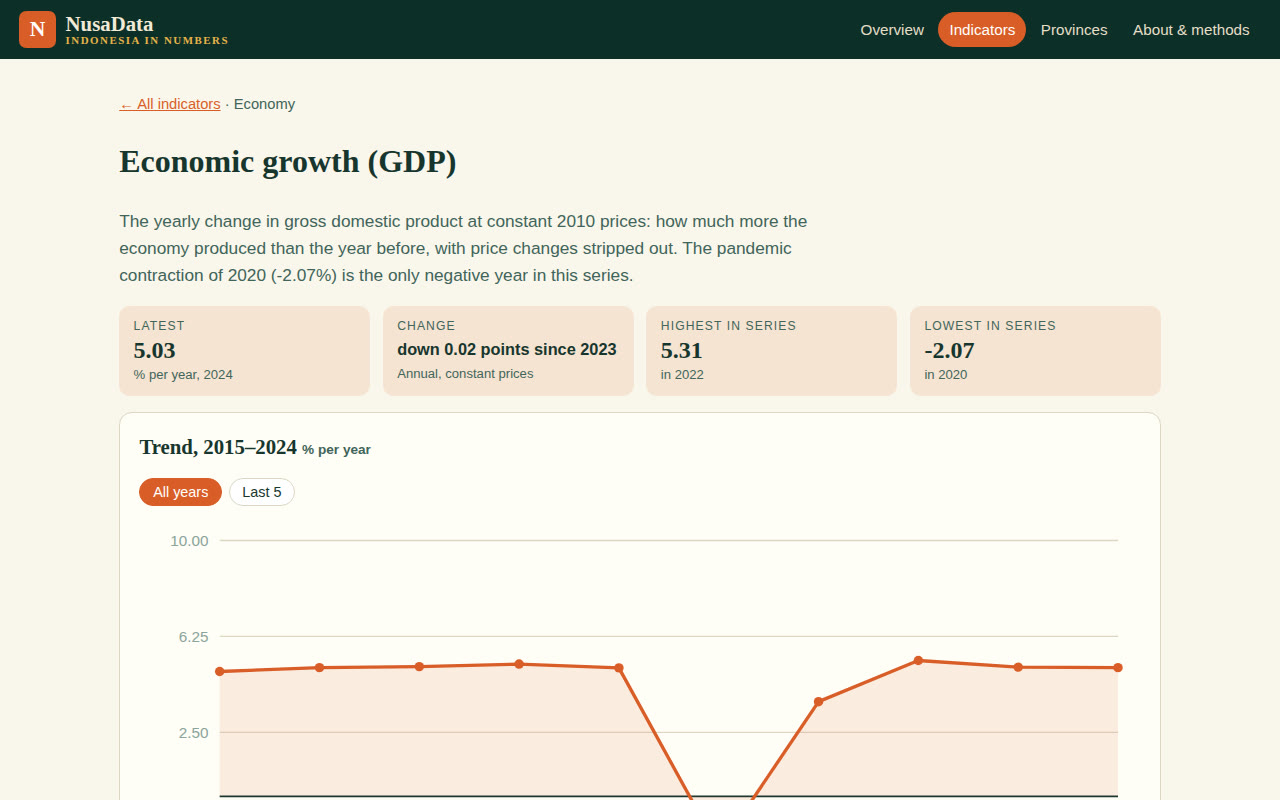 N
NusaData
INDONESIA IN NUMBERS
Overview
Indicators
Provinces
About & methods
← All indicators · Economy
Economic growth (GDP)
The yearly change in gross domestic product at constant 2010 prices: how much more the
economy produced than the year before, with price changes stripped out. The pandemic
contraction of 2020 (-2.07%) is the only negative year in this series.
LATEST
5.03
% per year, 2024
CHANGE
down 0.02 points since 2023
Annual, constant prices
HIGHEST IN SERIES
5.31
in 2022
LOWEST IN SERIES
-2.07
in 2020
Trend, 2015–2024 % per year
All years
Last 5
10.00
6.25
2.50